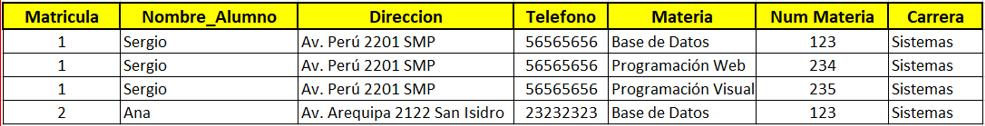 Matricula Nombre_Alumno Direccion Telefono Materia Num Materia Carrera
1 Sergio Av. Perú 2201 SMP 56565656 Base de Datos 123 Sistemas
1 Sergio Av. Perú 2201 SMP 56565656 Programación Web 234 Sistemas
1 Sergio Av. Perú 2201 SMP 56565656 Programación Visual 235 Sistemas
2 Ana Av. Arequipa 2122 San Isidro 23232323 Base de Datos 123 Sistemas